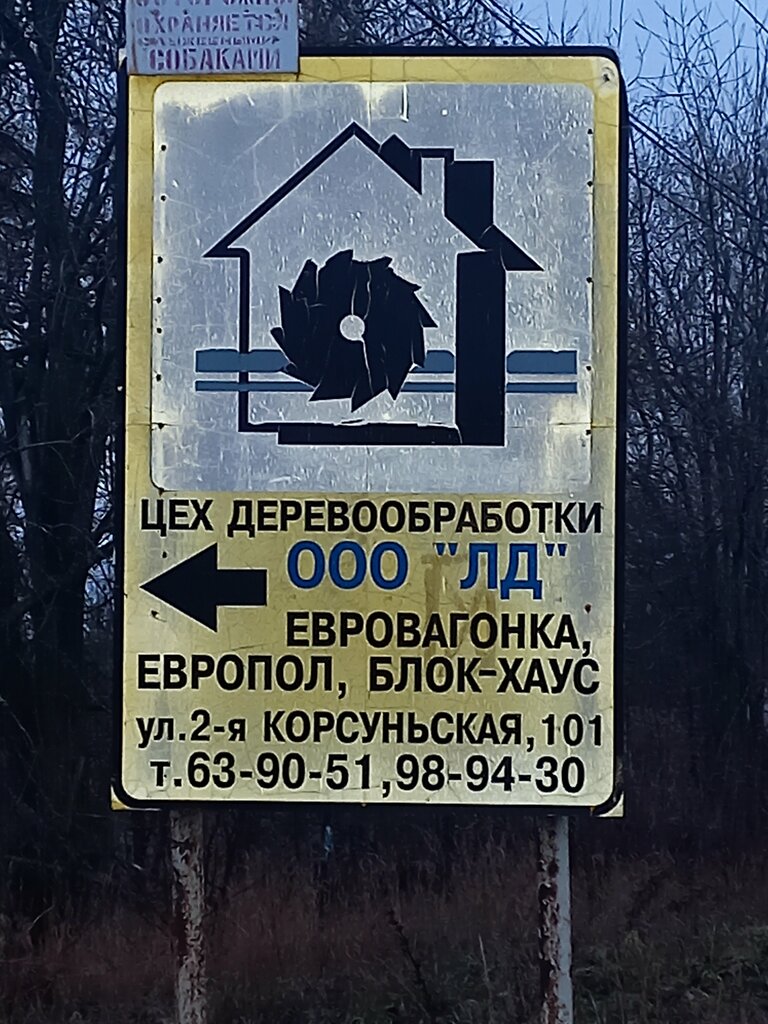 ОХРАНЯЕТСЯ
СОБАКАМИ
ЦЕХ ДЕРЕВООБРАБОТКИ
ООО "ЛД"
ЕВРОВАГОНКА,
ЕВРОПОЛ, БЛОК-ХАУС
ул.2-я КОРСУНЬСКАЯ,101
т.63-90-51,98-94-30